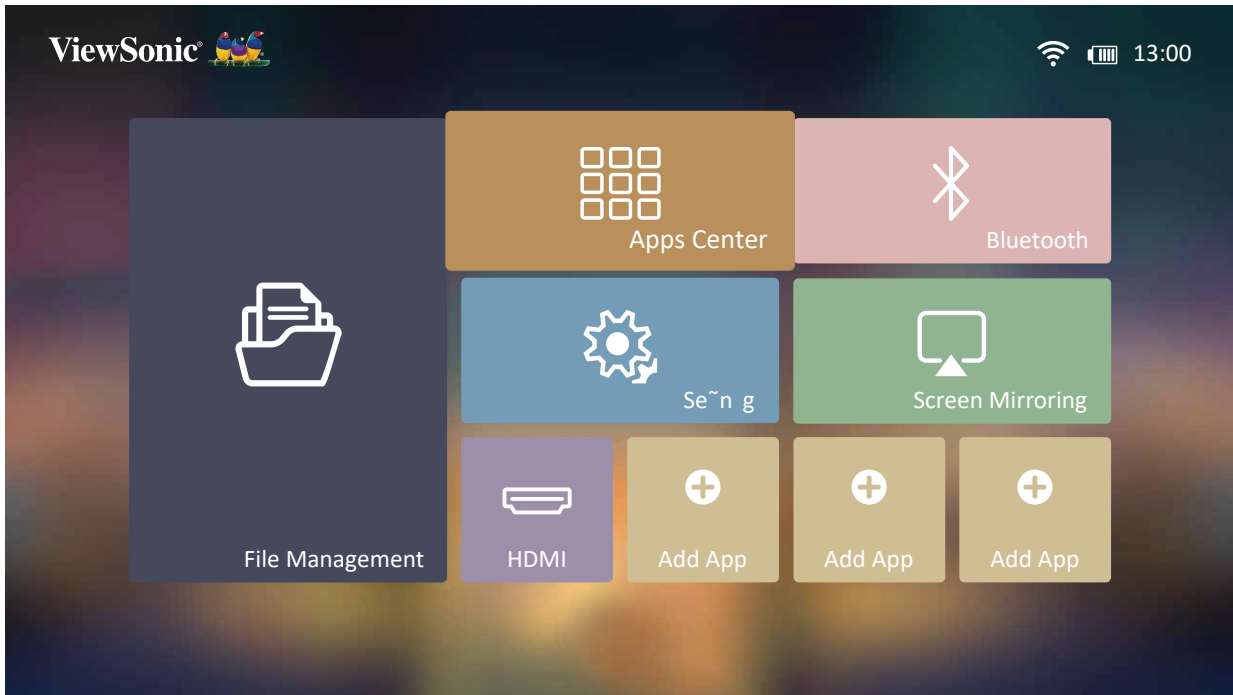 ViewSonic®
13:00
Apps Center
Bluetooth
Se˜n g
Screen Mirroring
File Management
HDMI
Add App
Add App
Add App